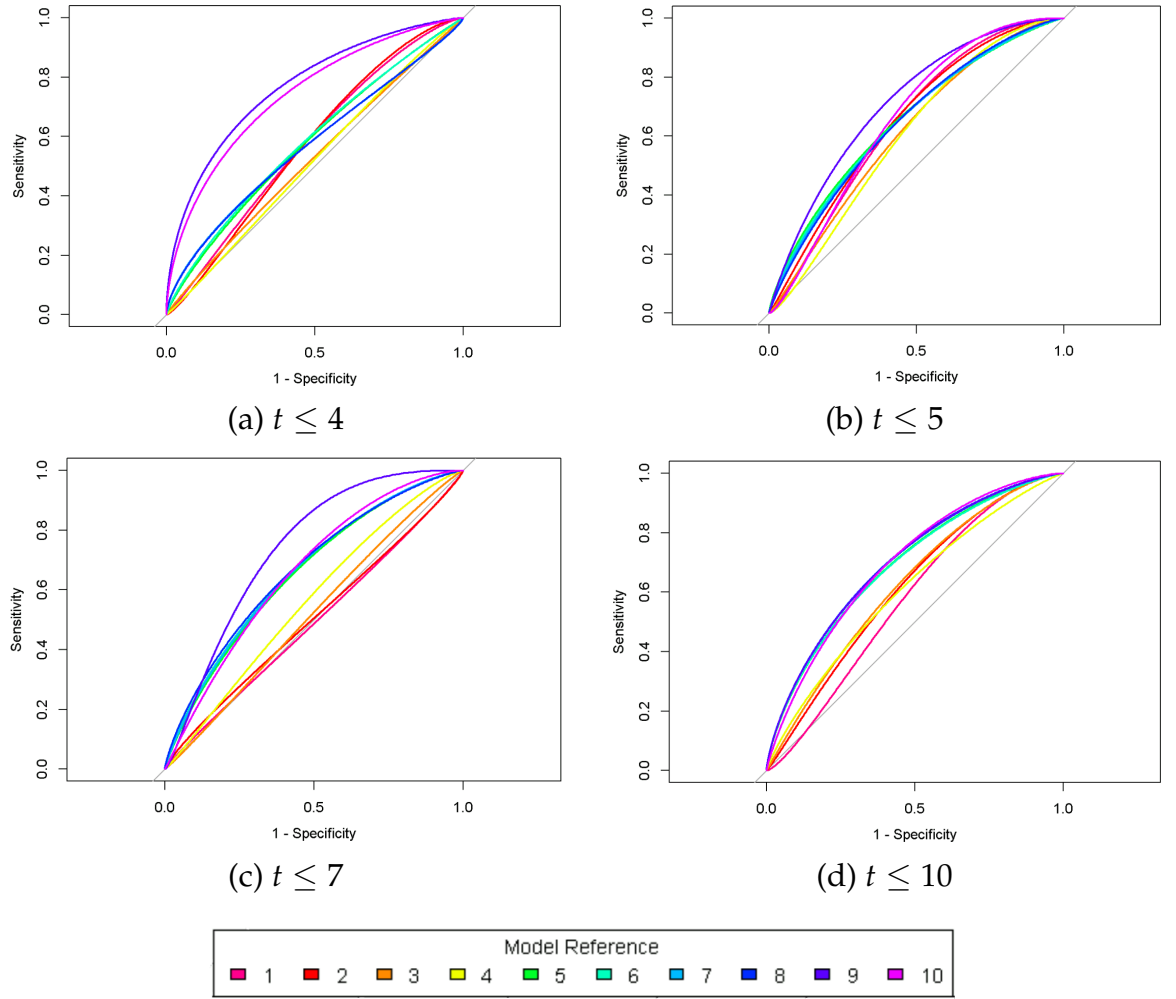 1.0
0.8
0.6
0.4
0.2
0.0
Sensitivity
0.0 0.5 1.0
1 - Specificity
(a) t ≤ 4
1.0
0.8
0.6
0.4
0.2
0.0
Sensitivity
0.0 0.5 1.0
1 - Specificity
(b) t ≤ 5
1.0
0.8
0.6
0.4
0.2
0.0
Sensitivity
0.0 0.5 1.0
1 - Specificity
(c) t ≤ 7
1.0
0.8
0.6
0.4
0.2
0.0
Sensitivity
0.0 0.5 1.0
1 - Specificity
(d) t ≤ 10
Model Reference
1 2 3 4 5 6 7 8 9 10